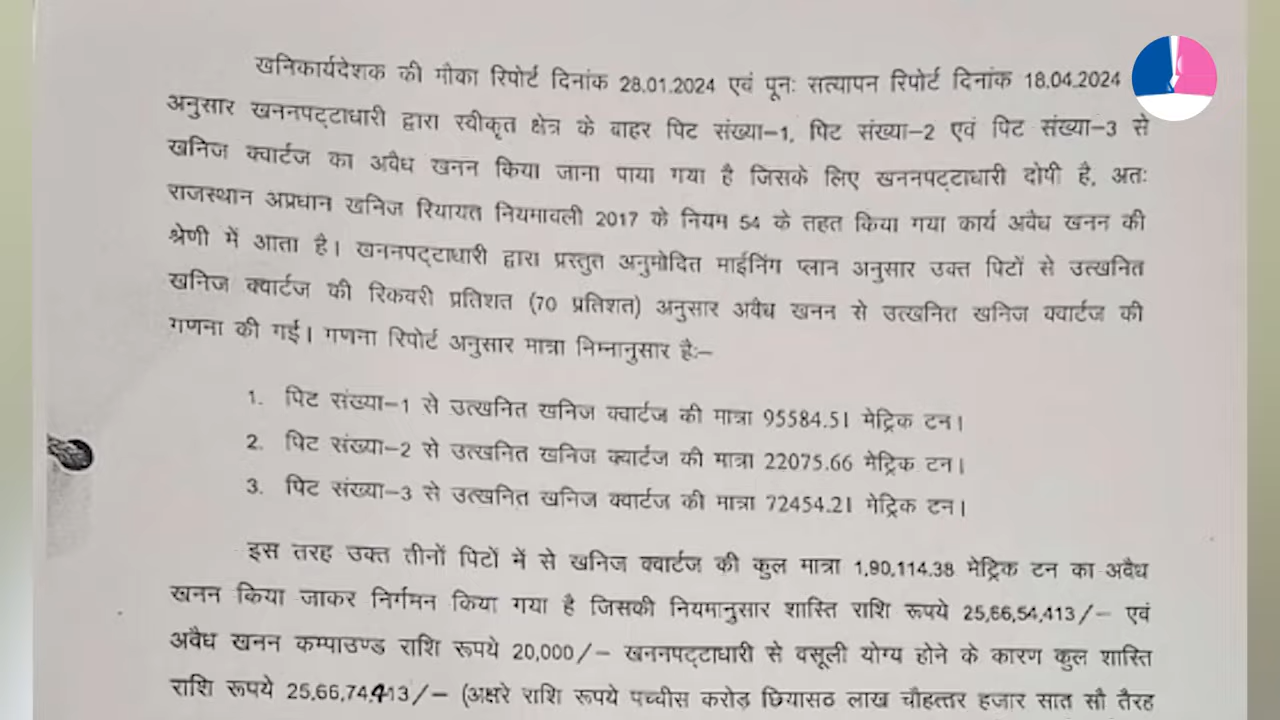 खनिकार्यदेशक की मौका रिपोर्ट दिनांक 28.01.2024 एवं पूनः सत्यापन रिपोर्ट दिनांक 18.04.2024
अनुसार खननपट्टाधारी द्वारा स्वीकृत क्षेत्र के बाहर पिट संख्या-1, पिट संख्या-2 एवं पिट संख्या-3 से
खनिज क्वार्टज का अवैध खनन किया जाना पाया गया है जिसके लिए खननपट्टाधारी दोषी है, अतः
राजस्थान अप्रधान खनिज रियायत नियमावली 2017 के नियम 54 के तहत किया गया कार्य अवैध खनन की
श्रेणी में आता है। खननपट्टाधारी द्वारा प्रस्तुत अनुमोदित माईनिंग प्लान अनुसार उक्त पिटों से उत्खनित
खनिज क्वार्टज की रिकवरी प्रतिशत (70 प्रतिशत) अनुसार अवैध खनन से उत्खनित खनिज क्वार्टज की
गणना की गई। गणना रिपोर्ट अनुसार मात्रा निम्नानुसार हैः-
1. पिट संख्या-1 से उत्खनित खनिज क्वार्टज की मात्रा 95584.51 मेट्रिक टन।
2. पिट संख्या-2 से उत्खनित खनिज क्वार्टज की मात्रा 22075.66 मेट्रिक टन।
3. पिट संख्या-3 से उत्खनित खनिज क्वार्टज की मात्रा 72454.21 मेट्रिक टन।
इस तरह उक्त तीनों पिटों में से खनिज क्वार्टज की कुल मात्रा 1,90,114.38 मेट्रिक टन का अवैध
खनन किया जाकर निर्गमन किया गया है जिसकी नियमानुसार शास्ति राशि रूपये 25,66,54,413/- एवं
अवैध खनन कम्पाउण्ड राशि रूपये 20,000/- खननपट्टाधारी से वसूली योग्य होने के कारण कुल शास्ति
राशि रूपये 25,66,74,413/- (अक्षरे राशि रूपये पच्चीस करोड़ छियासठ लाख चौहत्तर हजार सात सौ तैरह